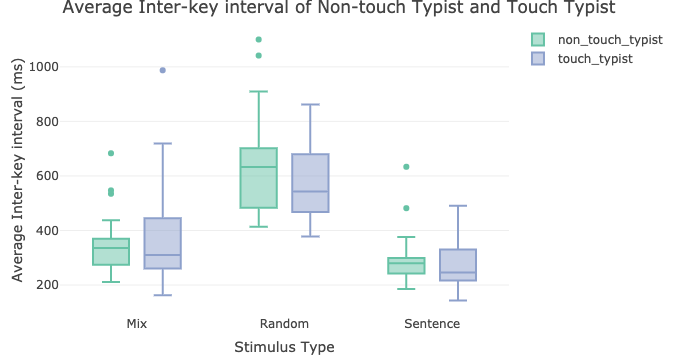 Average Inter-key interval of Non-touch Typist and Touch Typist
non_touch_typist
touch_typist
Average Inter-key interval (ms)
1000
800
600
400
200
Mix
Random
Sentence
Stimulus Type